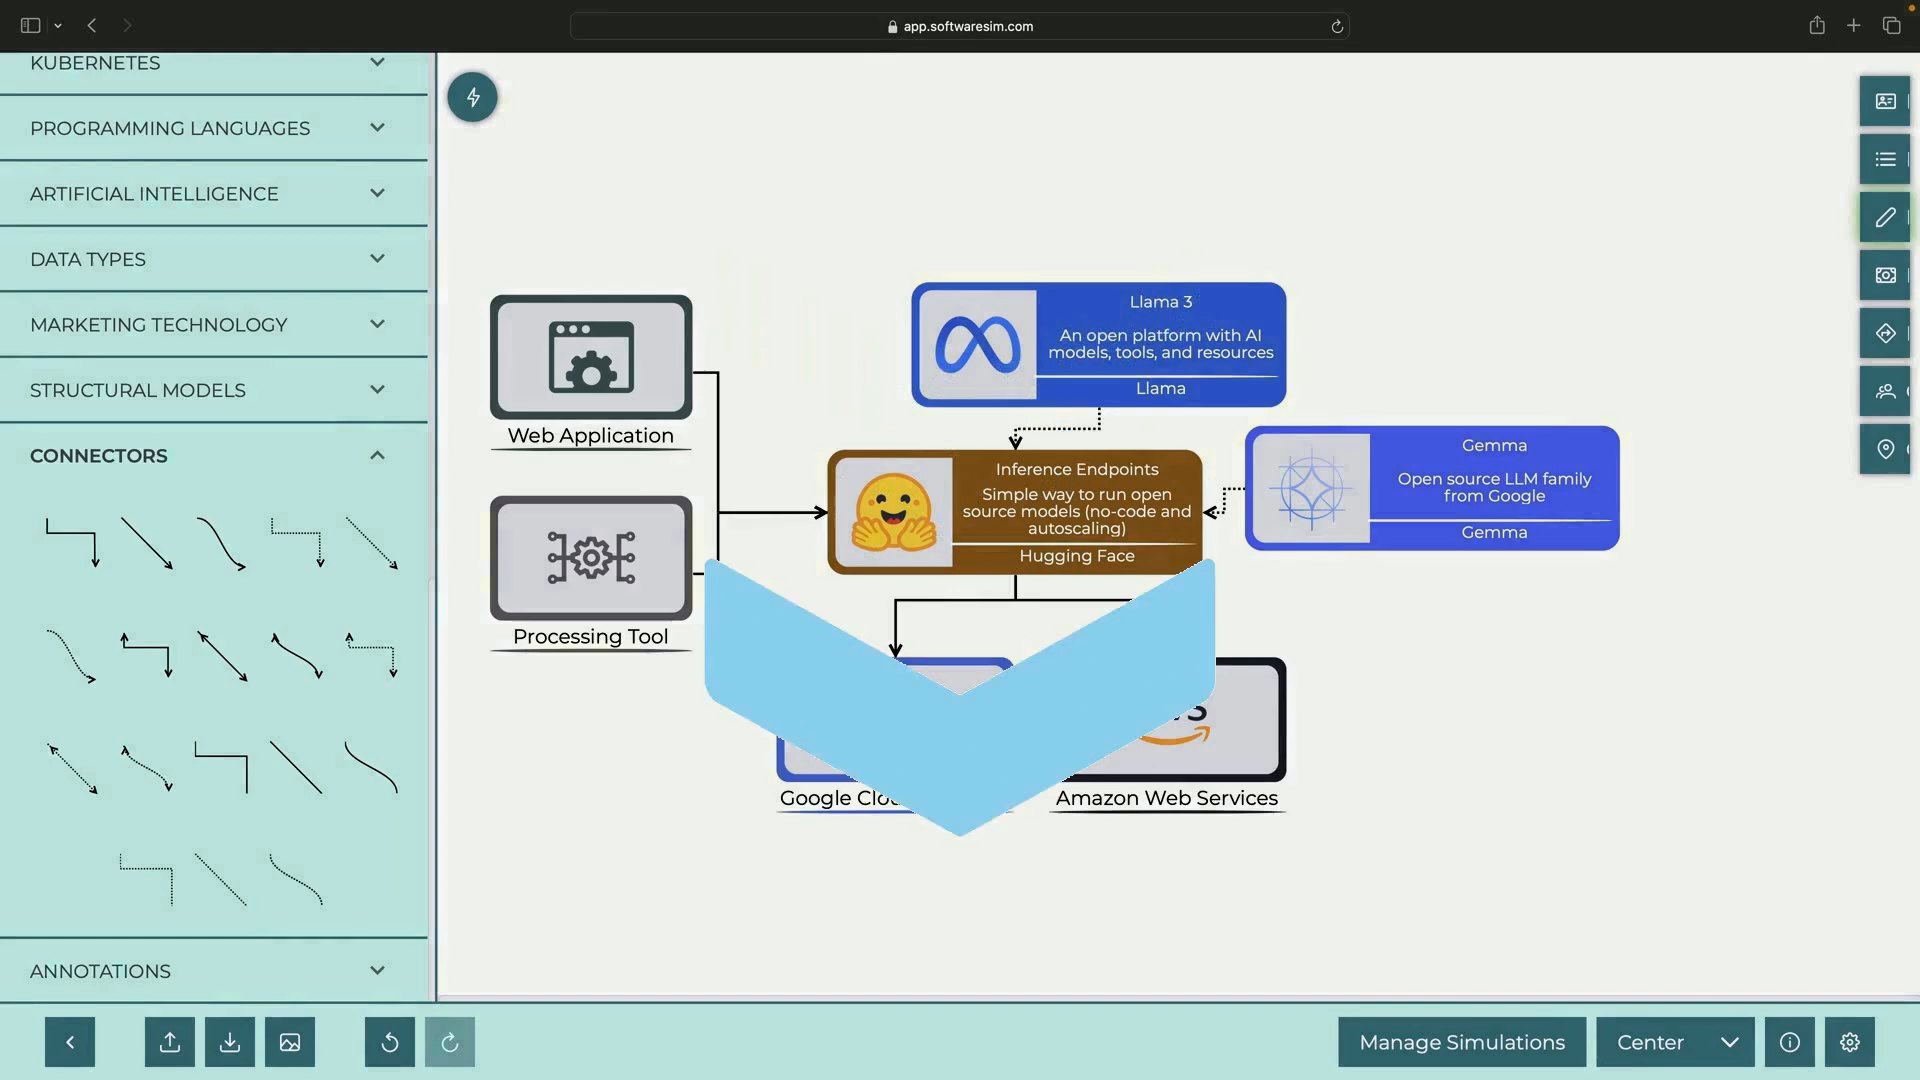 app.softwaresim.com
KUBERNETES
PROGRAMMING LANGUAGES
ARTIFICIAL INTELLIGENCE
DATA TYPES
MARKETING TECHNOLOGY
STRUCTURAL MODELS
CONNECTORS
ANNOTATIONS
Web Application
Processing Tool
Llama 3
An open platform with AI
models, tools, and resources
Llama
Inference Endpoints
Simple way to run open
source models (no-code and
autoscaling)
Hugging Face
Gemma
Open source LLM family
from Google
Gemma
Google
Amazon Web Services
Manage Simulations
Center